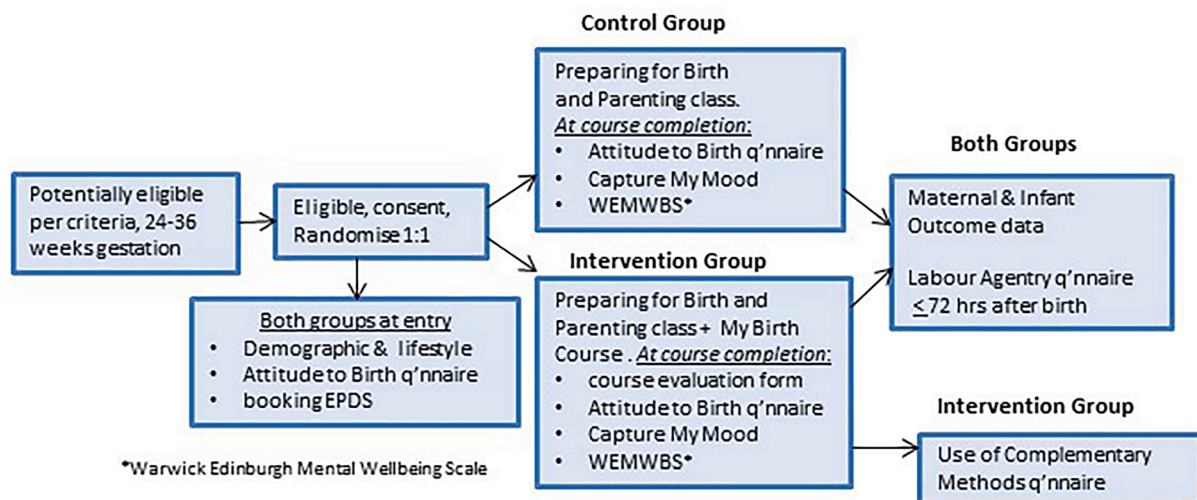 Control Group
Preparing for Birth
and Parenting class.
At course completion:
• Attitude to Birth q'nnaire
• Capture My Mood
• WEMWBS*
Potentially eligible
per criteria, 24-36
weeks gestation
Eligible, consent,
Randomise 1:1
Both groups at entry
• Demographic & lifestyle
• Attitude to Birth q'nnaire
• booking EPDS
Intervention Group
Preparing for Birth and
Parenting class + My Birth
Course . At course completion:
• course evaluation form
• Attitude to Birth q'nnaire
• Capture My Mood
• WEMWBS*
Both Groups
Maternal & Infant
Outcome data
Labour Agentry q'nnaire
≤72 hrs after birth
Intervention Group
Use of Complementary
Methods q'nnaire
*Warwick Edinburgh Mental Wellbeing Scale